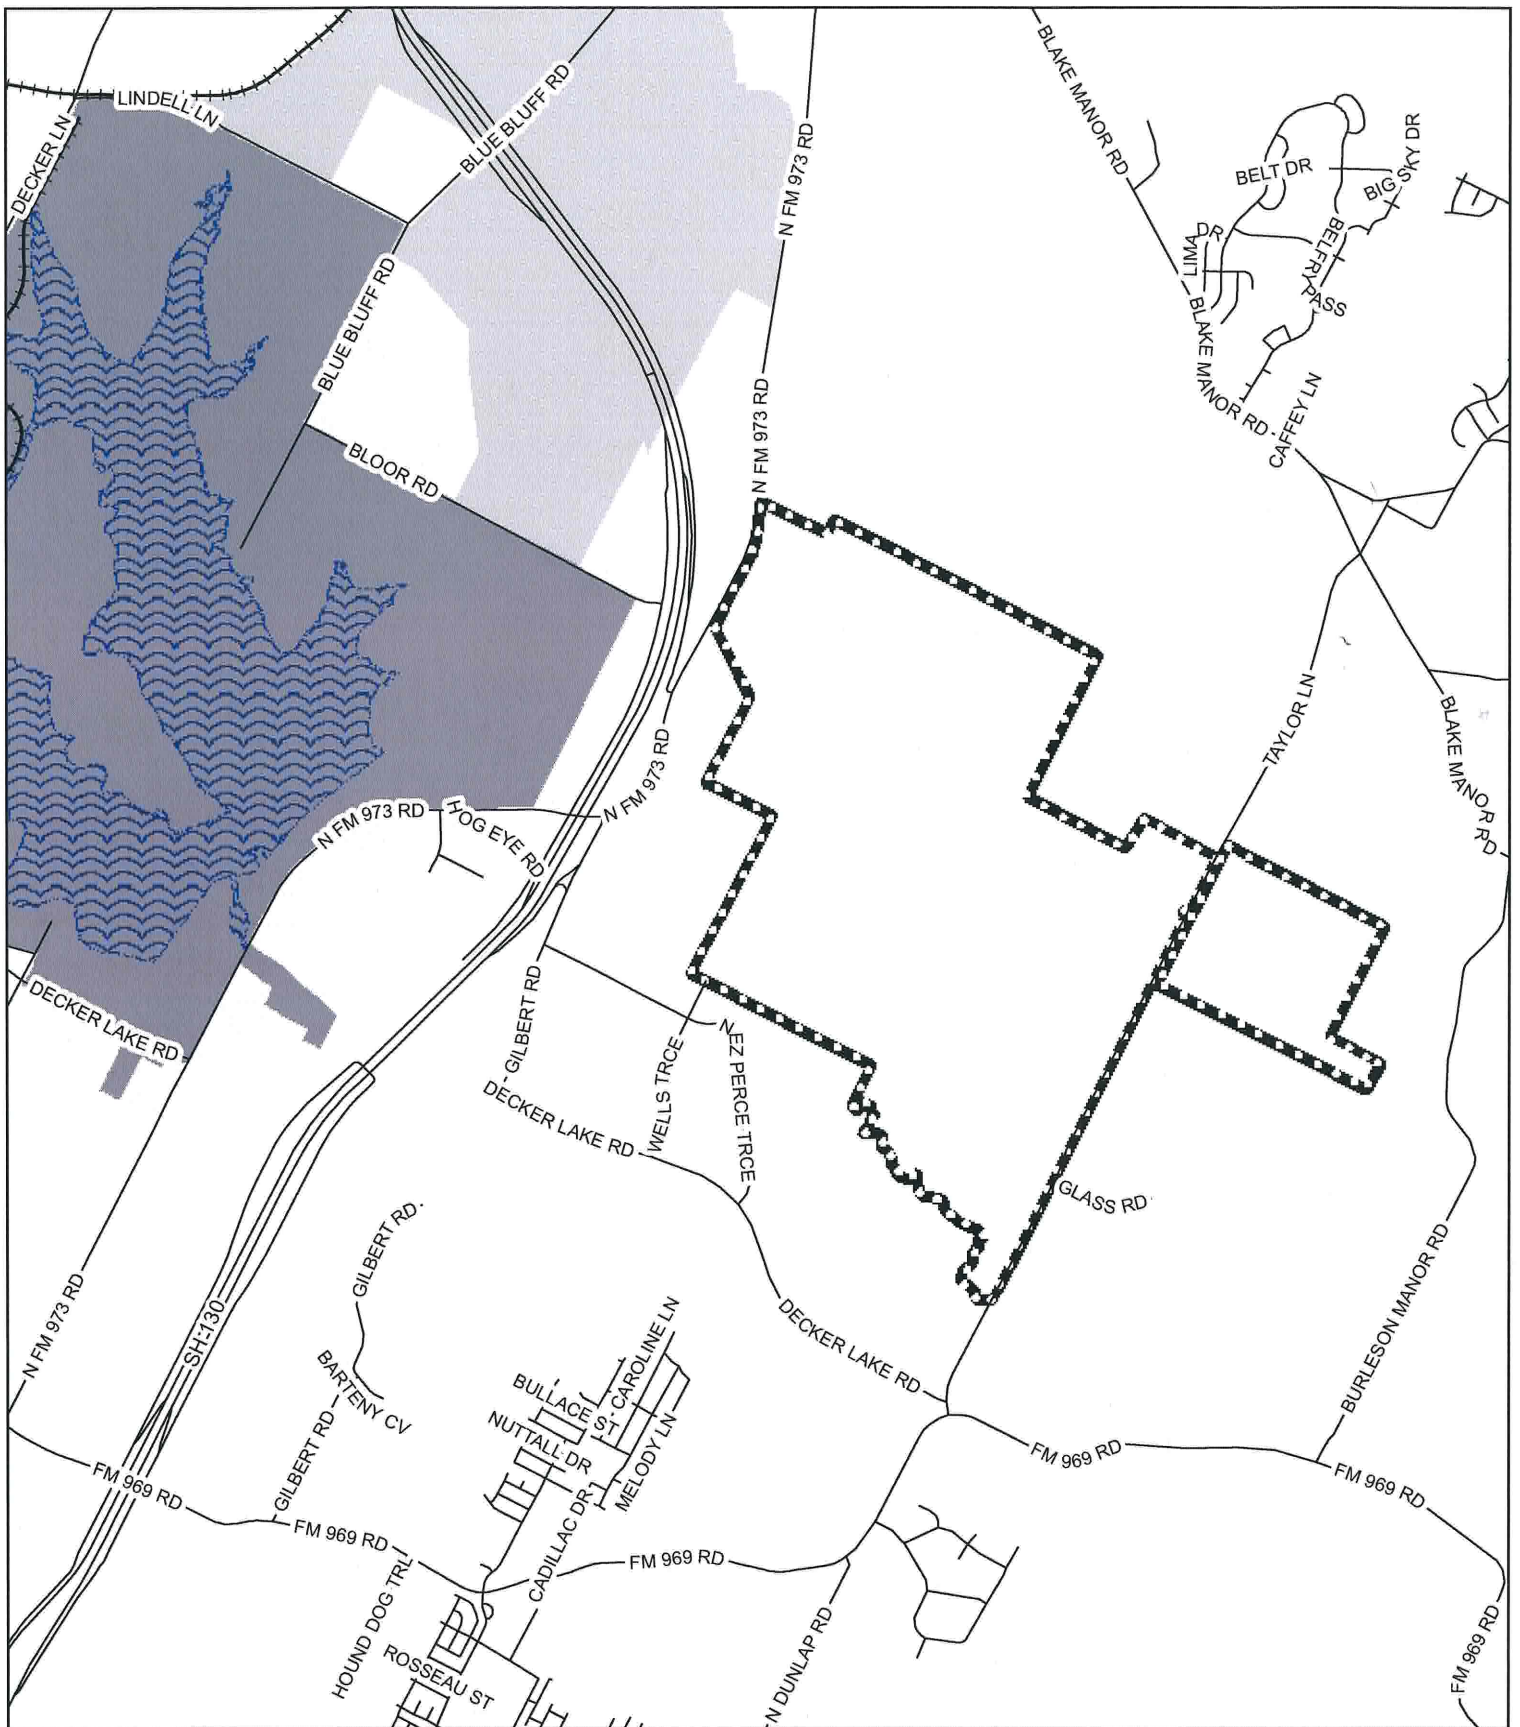 BLAKE MANOR RD
LINDELL LN
BLUE BLUFF RD
DECKER LN
N FM 973 RD
BELT DR
BIG SKY DR
LIMA DR
BELFRY PASS
BLUE BLUFF RD
BLAKE MANOR RD
N FM 973 RD
CAFFEY LN
BLOOR RD
TAYLOR LN
BLAKE MANOR RD
N FM 973 RD
N FM 973 RD
HOG EYE RD
GILBERT RD
DECKER LAKE RD
NEZ PERCE TRCE
WELLS TRCE
DECKER LAKE RD
GLASS RD
GILBERT RD
BURLESON MANOR RD
N FM 973 RD
SH 130
CAROLINE LN
DECKER LAKE RD
BARTENY CV
BULLACE ST
NUTTALL DR
MELODY LN
GILBERT RD
FM 969 RD
FM 969 RD
FM 969 RD
FM 969 RD
FM 969 RD
CADILLAC DR
HOUND DOG TRL
ROSSEAU ST
N DUNLAP RD
FM 969 RD